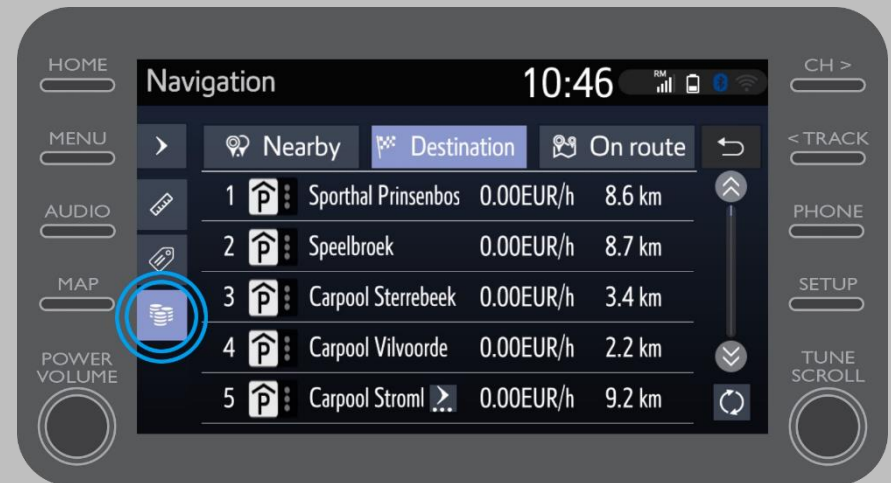 HOME
MENU
AUDIO
MAP
POWER
VOLUME
Navigation 10:46 RM
Nearby Destination On route
1 P Sporthal Prinsenbos 0.00EUR/h 8.6 km
2 P Speelbroek 0.00EUR/h 8.7 km
3 P Carpool Sterrebeek 0.00EUR/h 3.4 km
4 P Carpool Vilvoorde 0.00EUR/h 2.2 km
5 P Carpool Stroml 0.00EUR/h 9.2 km
CH >
< TRACK
PHONE
SETUP
TUNE
SCROLL